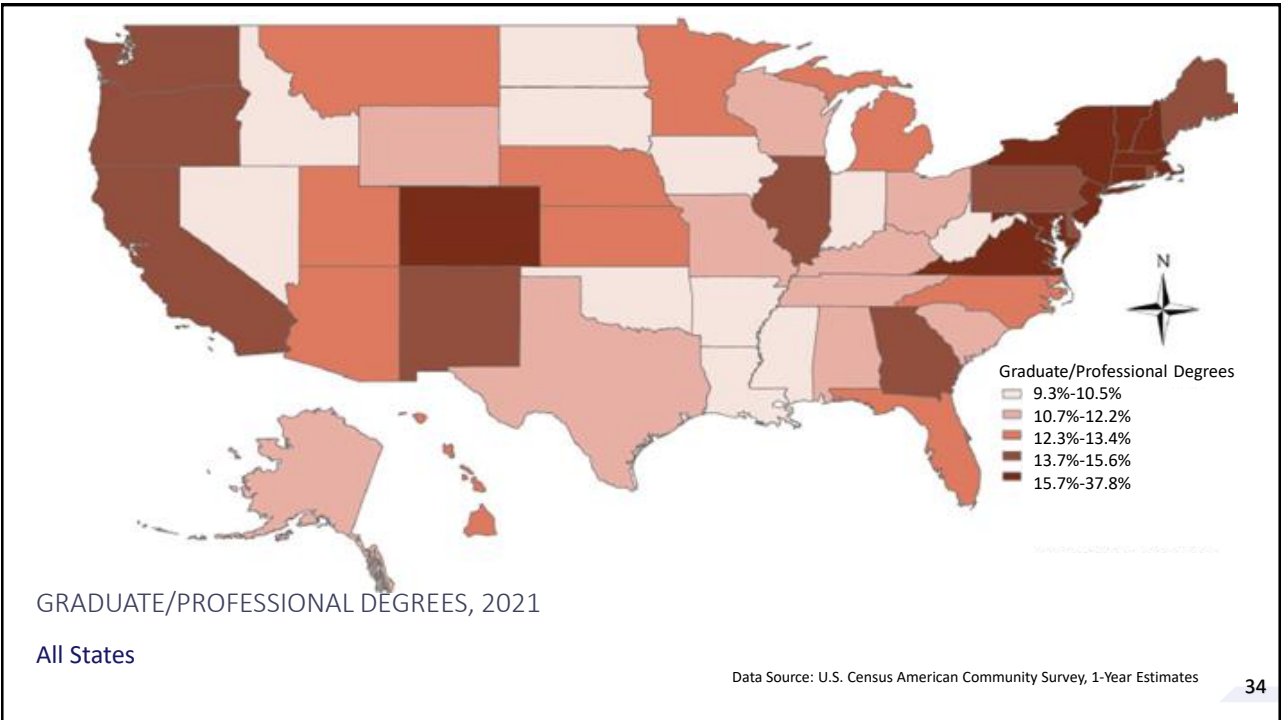 N
Graduate/Professional Degrees
9.3%-10.5%
10.7%-12.2%
12.3%-13.4%
13.7%-15.6%
15.7%-37.8%
GRADUATE/PROFESSIONAL DEGREES, 2021
All States
Data Source: U.S. Census American Community Survey, 1-Year Estimates
34